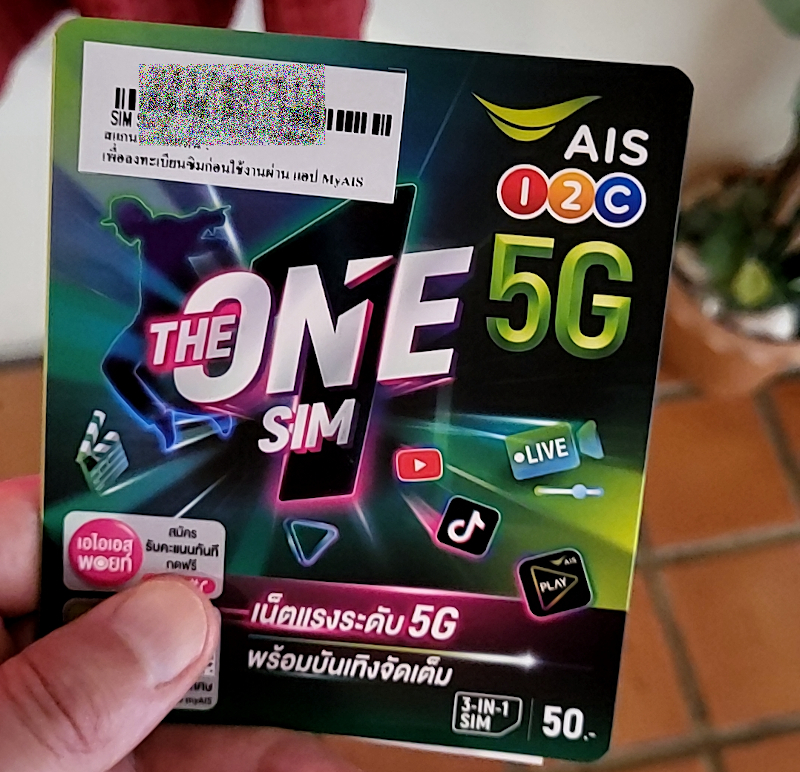 SIM
เพื่อลงทะเบียนซิมก่อนใช้งานผ่าน แอป MyAIS
AIS
12C
5G
THE ONE
SIM
LIVE
AIS
PLAY
เอไอเอส
พอยท์
สมัคร
รับคะแนนทันที
กดฟรี
เน็ตแรงระดับ 5G
พร้อมบันเทิงจัดเต็ม
MyAIS
3-IN-1
SIM
50.-